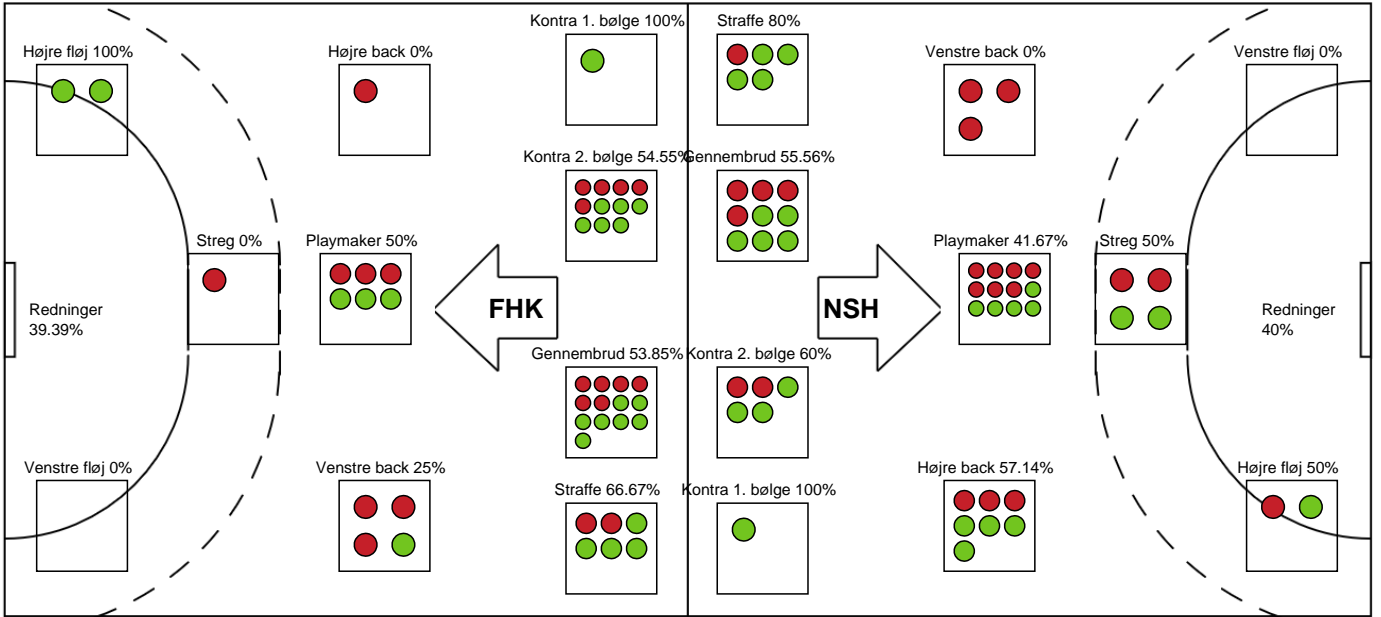 Kontra 1. bølge 100%
Straffe 80%
Højre fløj 100%
Højre back 0%
Venstre back 0%
Venstre fløj 0%
Kontra 2. bølge 54.55%
Gennembrud 55.56%
Streg 0%
Playmaker 50%
Playmaker 41.67%
Streg 50%
FHK
NSH
Redninger
39.39%
Redninger
40%
Gennembrud 53.85%
Kontra 2. bølge 60%
Venstre fløj 0%
Venstre back 25%
Højre back 57.14%
Højre fløj 50%
Straffe 66.67%
Kontra 1. bølge 100%